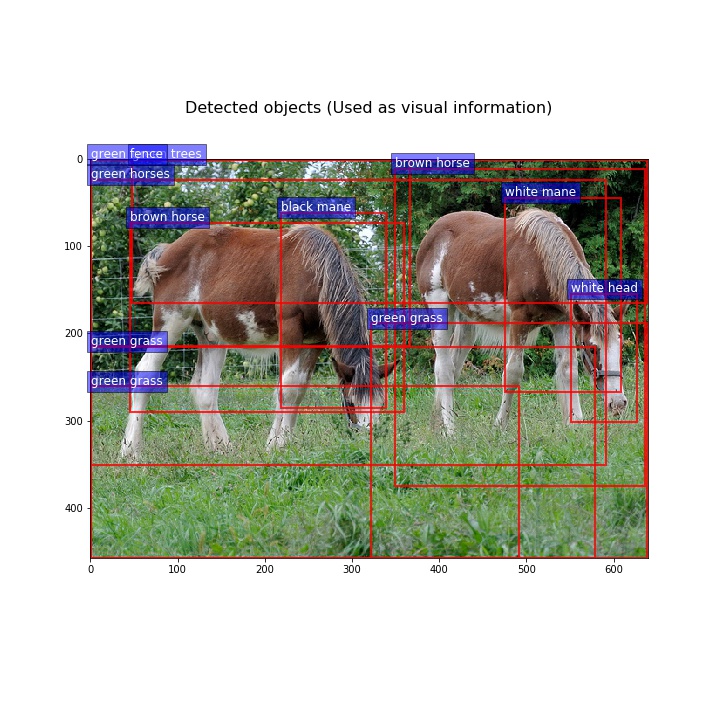 Detected objects (Used as visual information)
green fence trees
brown horse
green horses
white mane
black mane
brown horse
white head
green grass
green grass
green grass
0
100
200
300
400
0 100 200 300 400 500 600